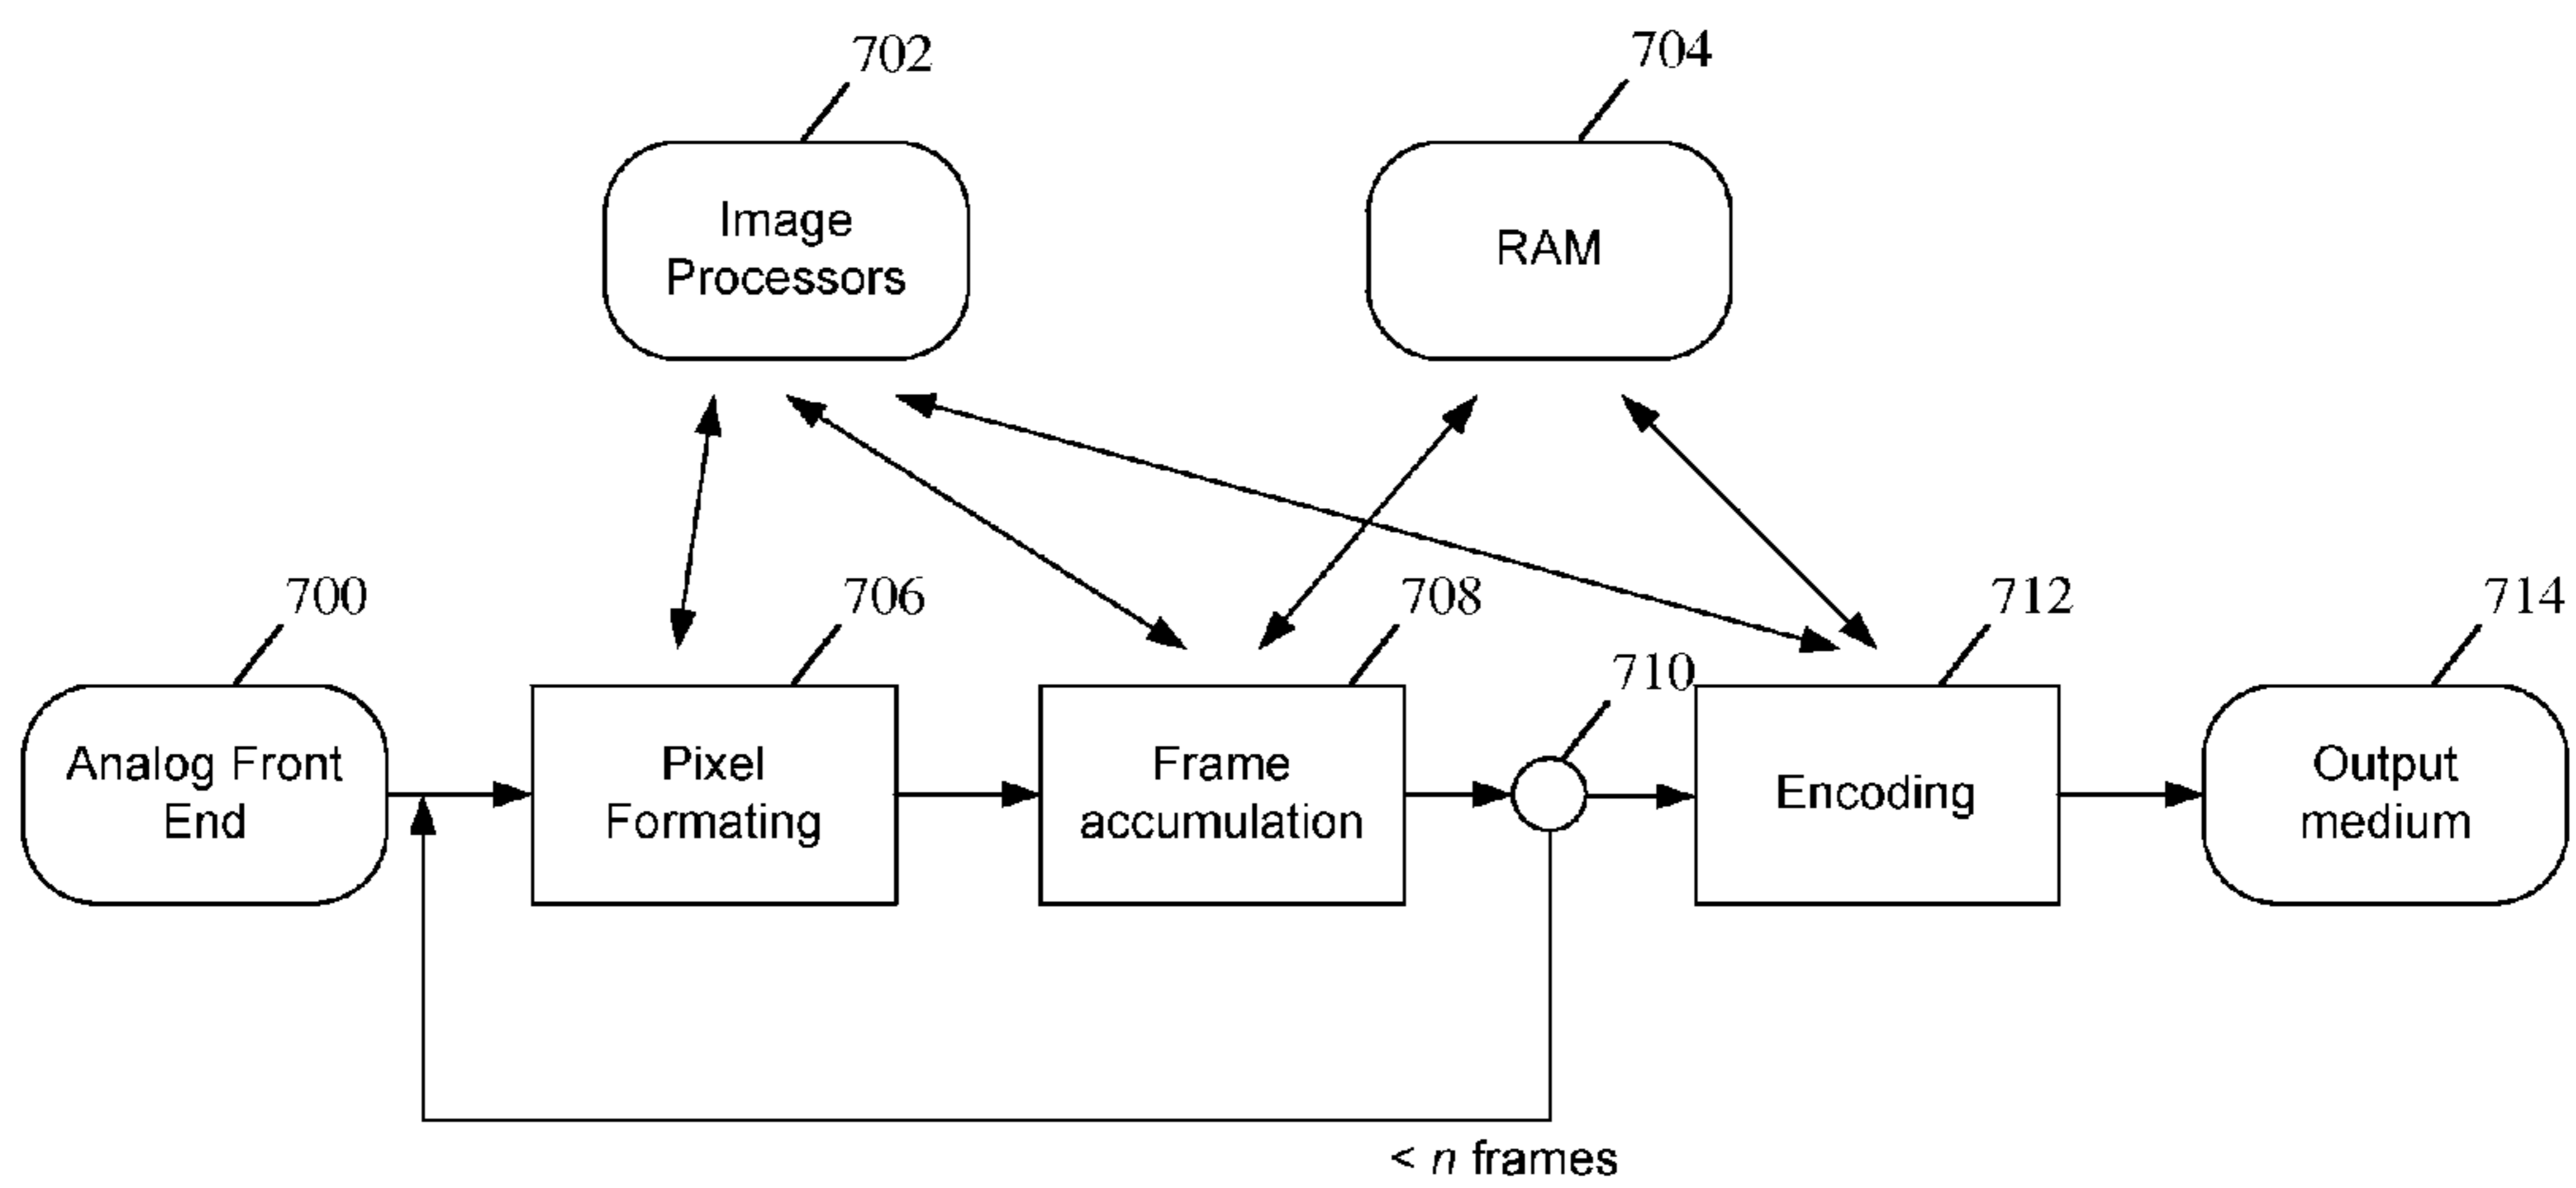 702
704
Image
Processors
RAM
700
706
708
710
712
714
Analog Front
End
Pixel
Formating
Frame
accumulation
Encoding
Output
medium
< n frames